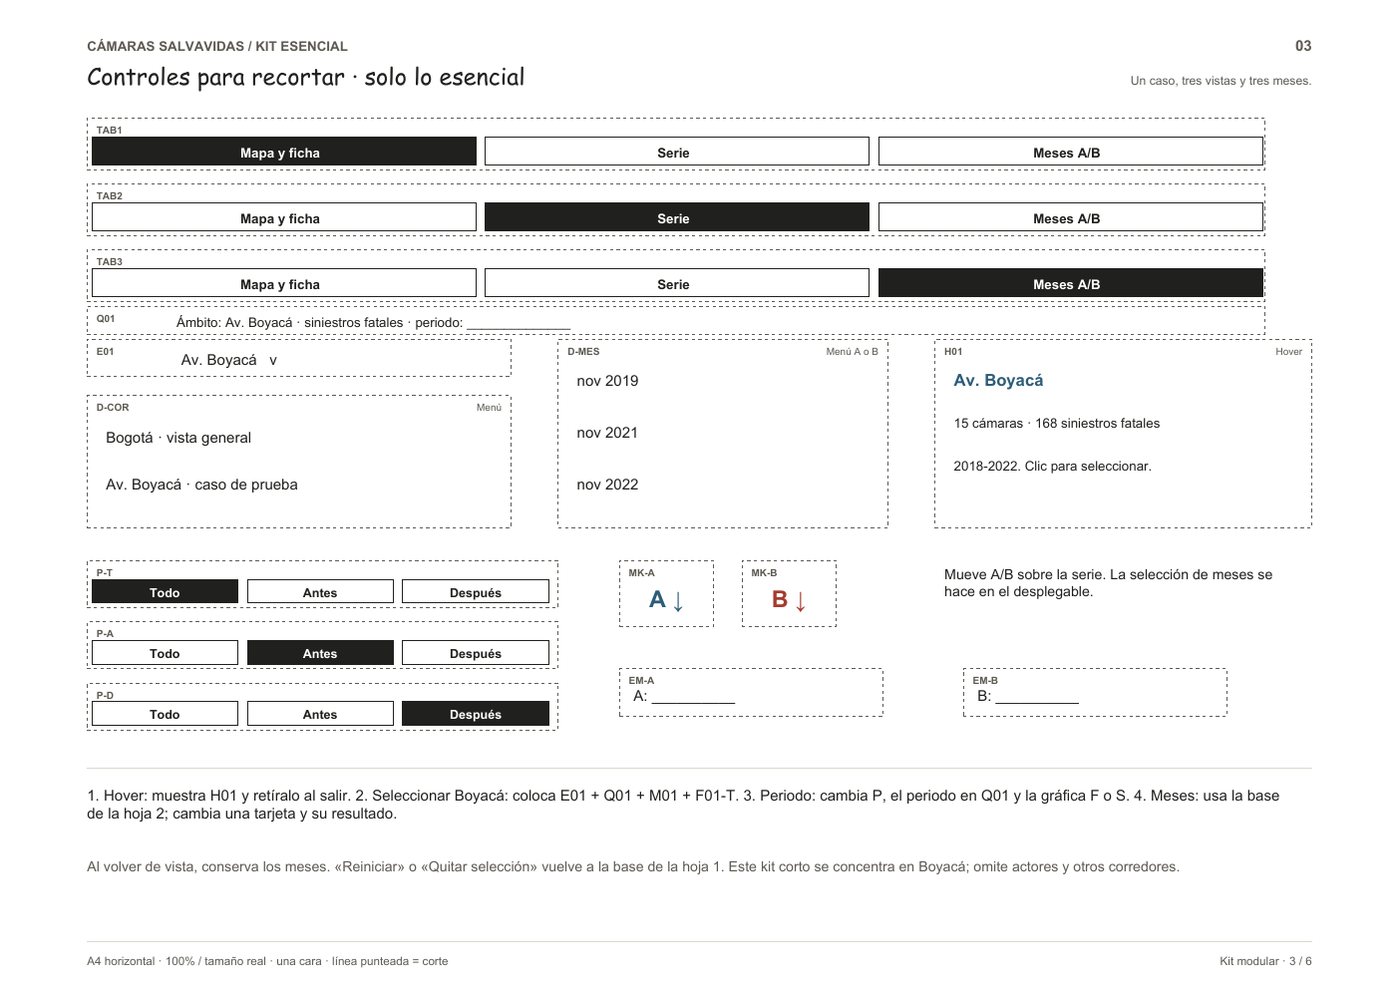 CÁMARAS SALVAVIDAS / KIT ESENCIAL
03
Controles para recortar · solo lo esencial
Un caso, tres vistas y tres meses.
TAB1
Mapa y ficha
Serie
Meses A/B
TAB2
Mapa y ficha
Serie
Meses A/B
TAB3
Mapa y ficha
Serie
Meses A/B
Q01
Ámbito: Av. Boyacá · siniestros fatales · periodo: ______________
E01
Av. Boyacá v
D-COR
Menú
Bogotá · vista general
Av. Boyacá · caso de prueba
D-MES
Menú A o B
nov 2019
nov 2021
nov 2022
H01
Hover
Av. Boyacá
15 cámaras · 168 siniestros fatales
2018-2022. Clic para seleccionar.
P-T
Todo
Antes
Después
P-A
Todo
Antes
Después
P-D
Todo
Antes
Después
MK-A
A ↓
MK-B
B ↓
Mueve A/B sobre la serie. La selección de meses se
hace en el desplegable.
EM-A
A: __________
EM-B
B: __________
1. Hover: muestra H01 y retíralo al salir. 2. Seleccionar Boyacá: coloca E01 + Q01 + M01 + F01-T. 3. Periodo: cambia P, el periodo en Q01 y la gráfica F o S. 4. Meses: usa la base
de la hoja 2; cambia una tarjeta y su resultado.
Al volver de vista, conserva los meses. «Reiniciar» o «Quitar selección» vuelve a la base de la hoja 1. Este kit corto se concentra en Boyacá; omite actores y otros corredores.
A4 horizontal · 100% / tamaño real · una cara · línea punteada = corte
Kit modular · 3 / 6